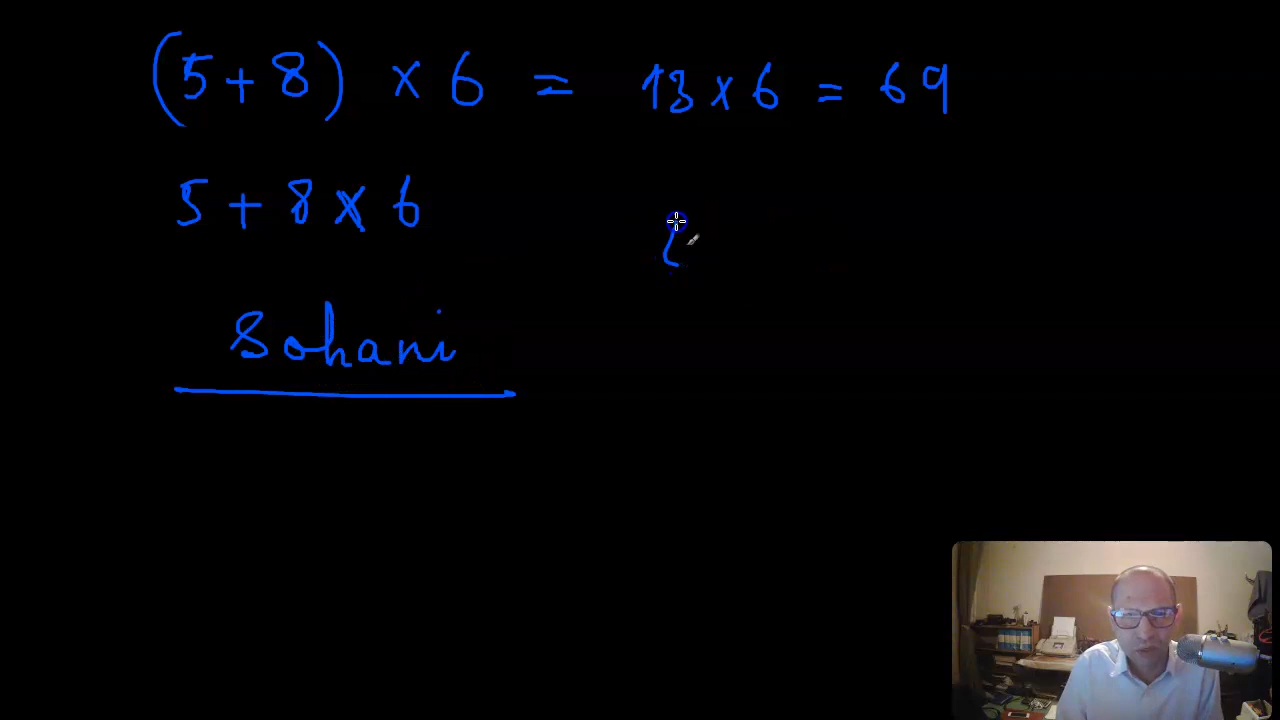 (5+8) × 6 = 13 × 6 = 69
5 + 8 × 6
Sohani